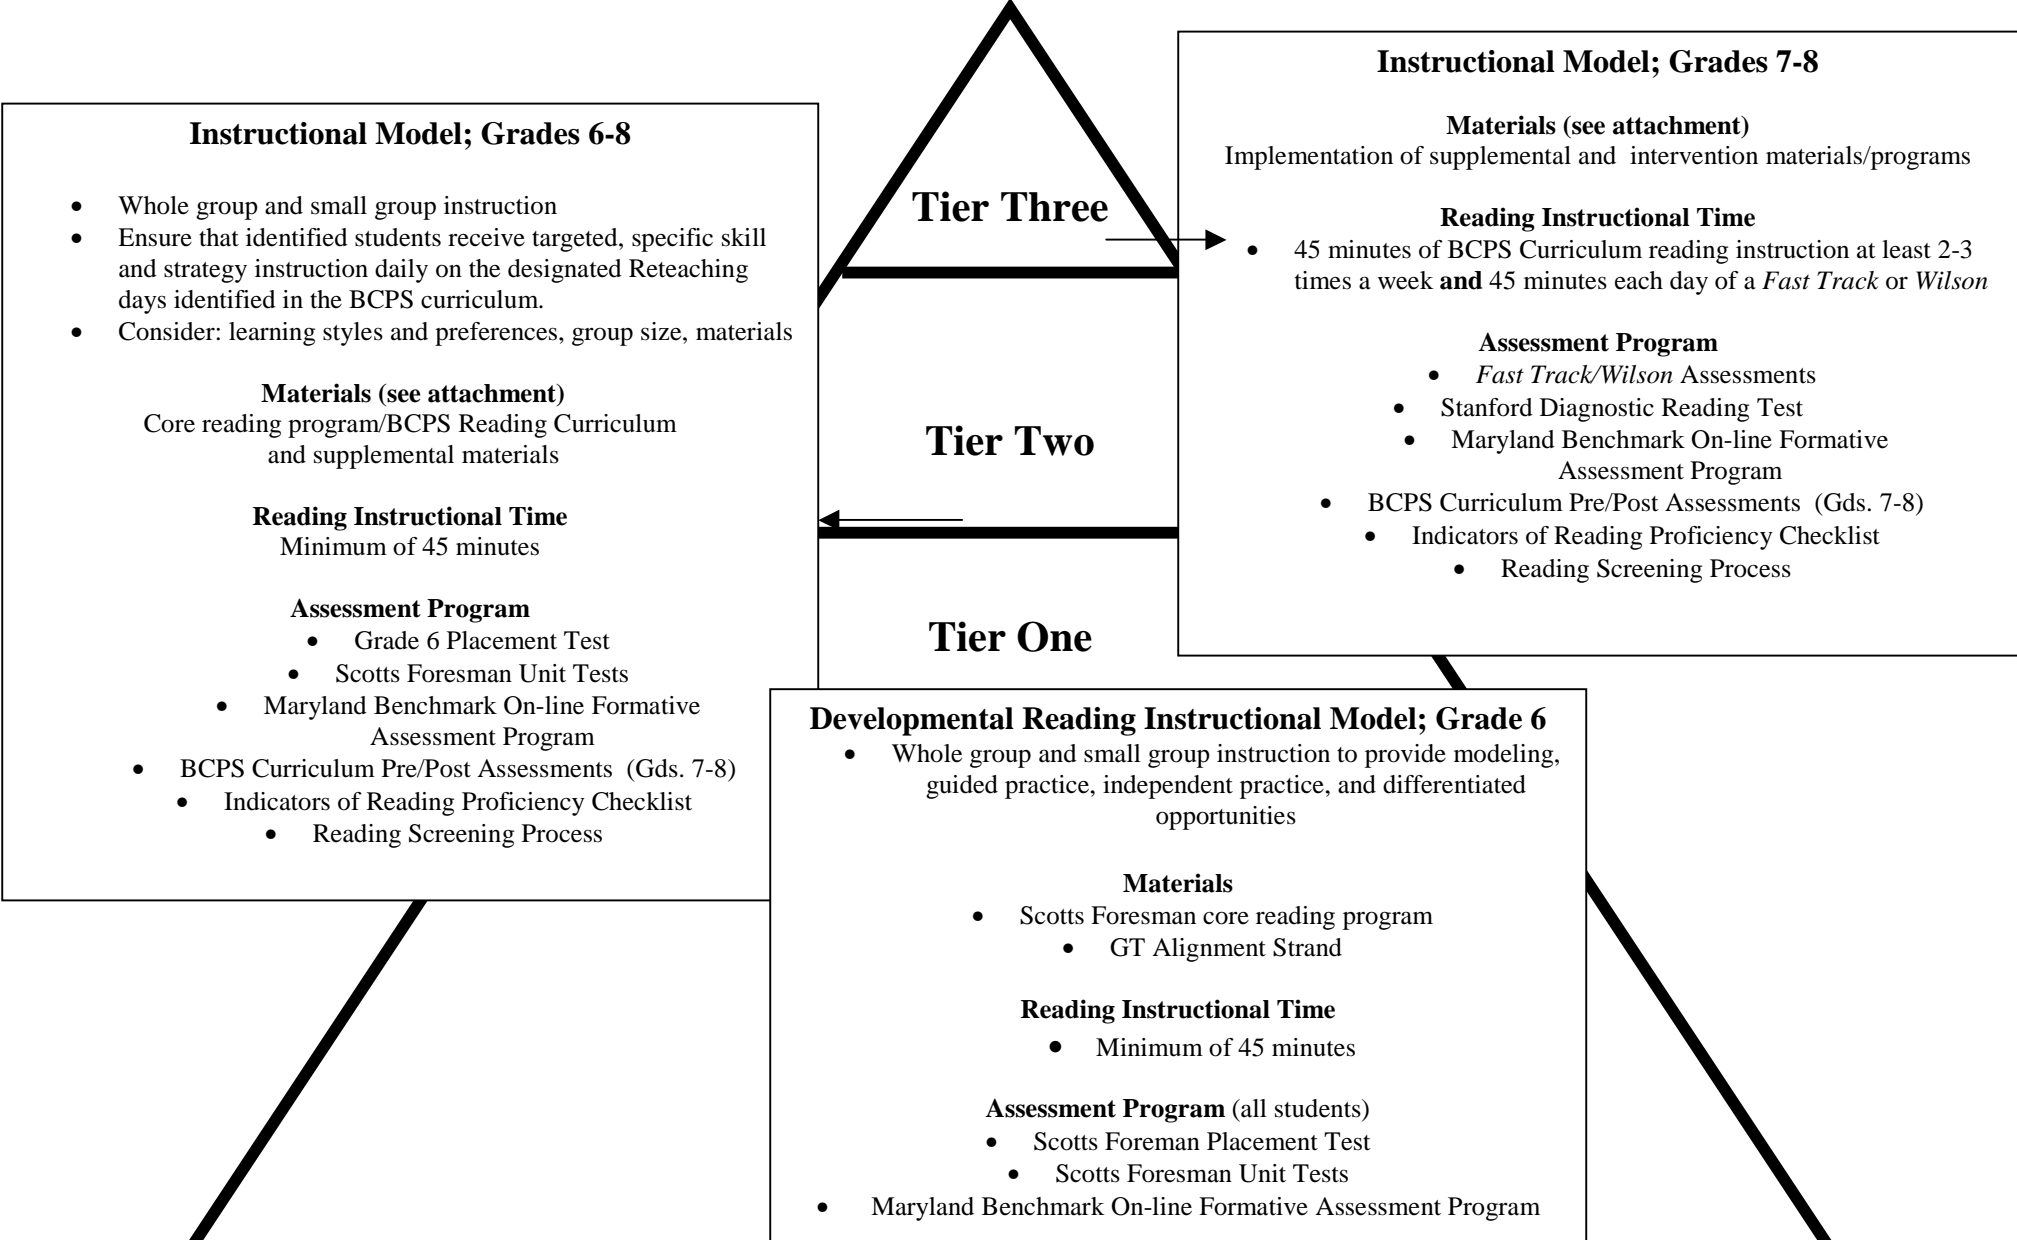 Instructional Model; Grades 6-8
• Whole group and small group instruction
• Ensure that identified students receive targeted, specific skill
and strategy instruction daily on the designated Reteaching
days identified in the BCPS curriculum.
• Consider: learning styles and preferences, group size, materials
Materials (see attachment)
Core reading program/BCPS Reading Curriculum
and supplemental materials
Reading Instructional Time
Minimum of 45 minutes
Assessment Program
• Grade 6 Placement Test
• Scotts Foresman Unit Tests
• Maryland Benchmark On-line Formative
Assessment Program
• BCPS Curriculum Pre/Post Assessments (Gds. 7-8)
• Indicators of Reading Proficiency Checklist
• Reading Screening Process
Tier Three
Tier Two
Tier One
Instructional Model; Grades 7-8
Materials (see attachment)
Implementation of supplemental and intervention materials/programs
Reading Instructional Time
• 45 minutes of BCPS Curriculum reading instruction at least 2-3
times a week and 45 minutes each day of a Fast Track or Wilson
Assessment Program
• Fast Track/Wilson Assessments
• Stanford Diagnostic Reading Test
• Maryland Benchmark On-line Formative
Assessment Program
• BCPS Curriculum Pre/Post Assessments (Gds. 7-8)
• Indicators of Reading Proficiency Checklist
• Reading Screening Process
Developmental Reading Instructional Model; Grade 6
• Whole group and small group instruction to provide modeling,
guided practice, independent practice, and differentiated
opportunities
Materials
• Scotts Foresman core reading program
• GT Alignment Strand
Reading Instructional Time
• Minimum of 45 minutes
Assessment Program (all students)
• Scotts Foreman Placement Test
• Scotts Foresman Unit Tests
• Maryland Benchmark On-line Formative Assessment Program